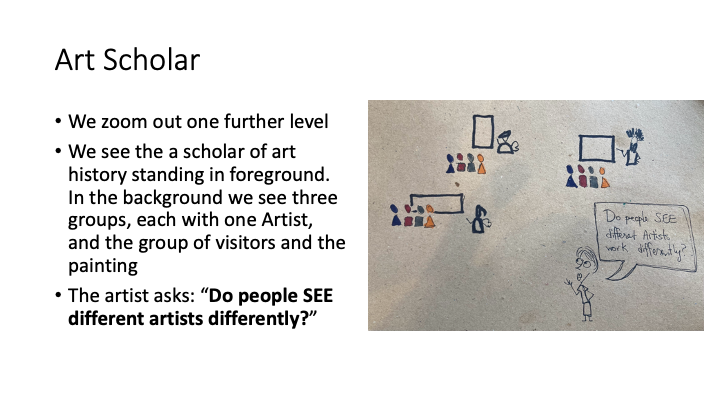 Art Scholar
• We zoom out one further level
• We see the a scholar of art
history standing in foreground.
In the background we see three
groups, each with one Artist,
and the group of visitors and the
painting
• The artist asks: “Do people SEE
different artists differently?”
Do people SEE
different Artists
work differently?